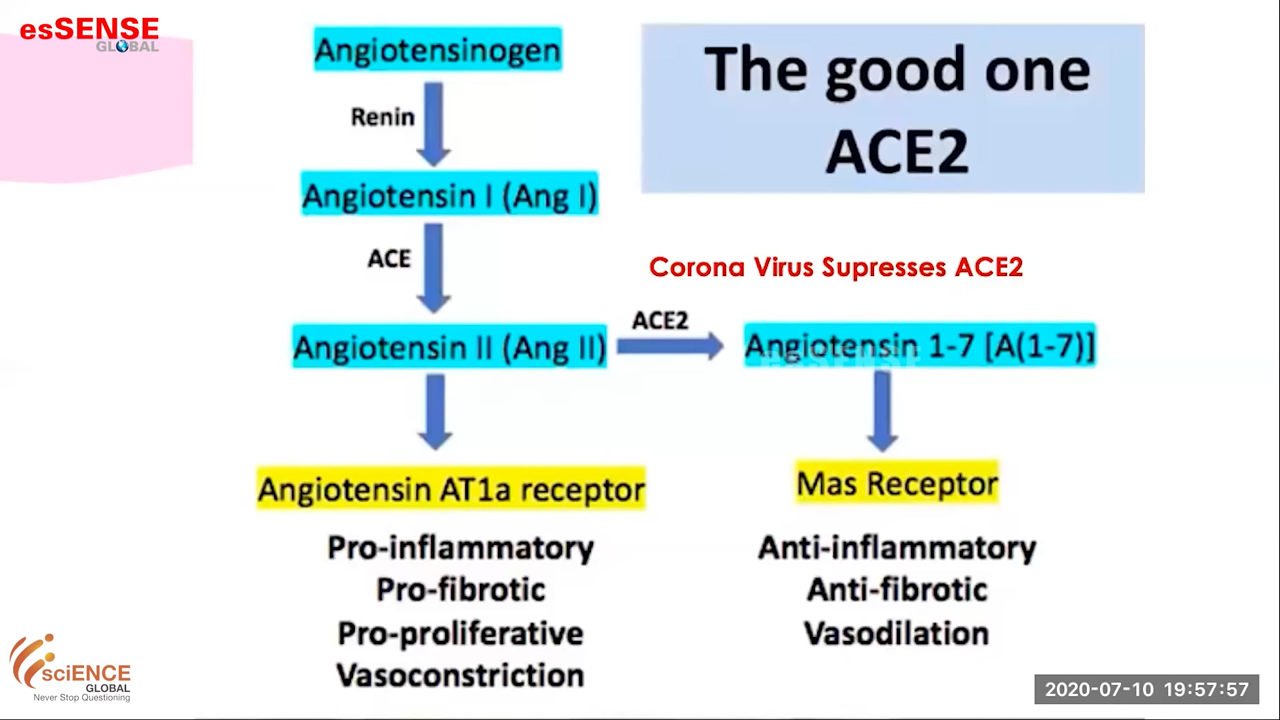 esSENSE
GLOBAL
Angiotensinogen
The good one
ACE2
Renin
Angiotensin I (Ang I)
ACE
Corona Virus Supresses ACE2
ACE2
Angiotensin II (Ang II)
Angiotensin 1-7 [A(1-7)]
esSENSE
Angiotensin AT1a receptor
Mas Receptor
Pro-inflammatory
Pro-fibrotic
Pro-proliferative
Vasoconstriction
Anti-inflammatory
Anti-fibrotic
Vasodilation
sciENCE
GLOBAL
Never Stop Questioning
2020-07-10 19:57:57